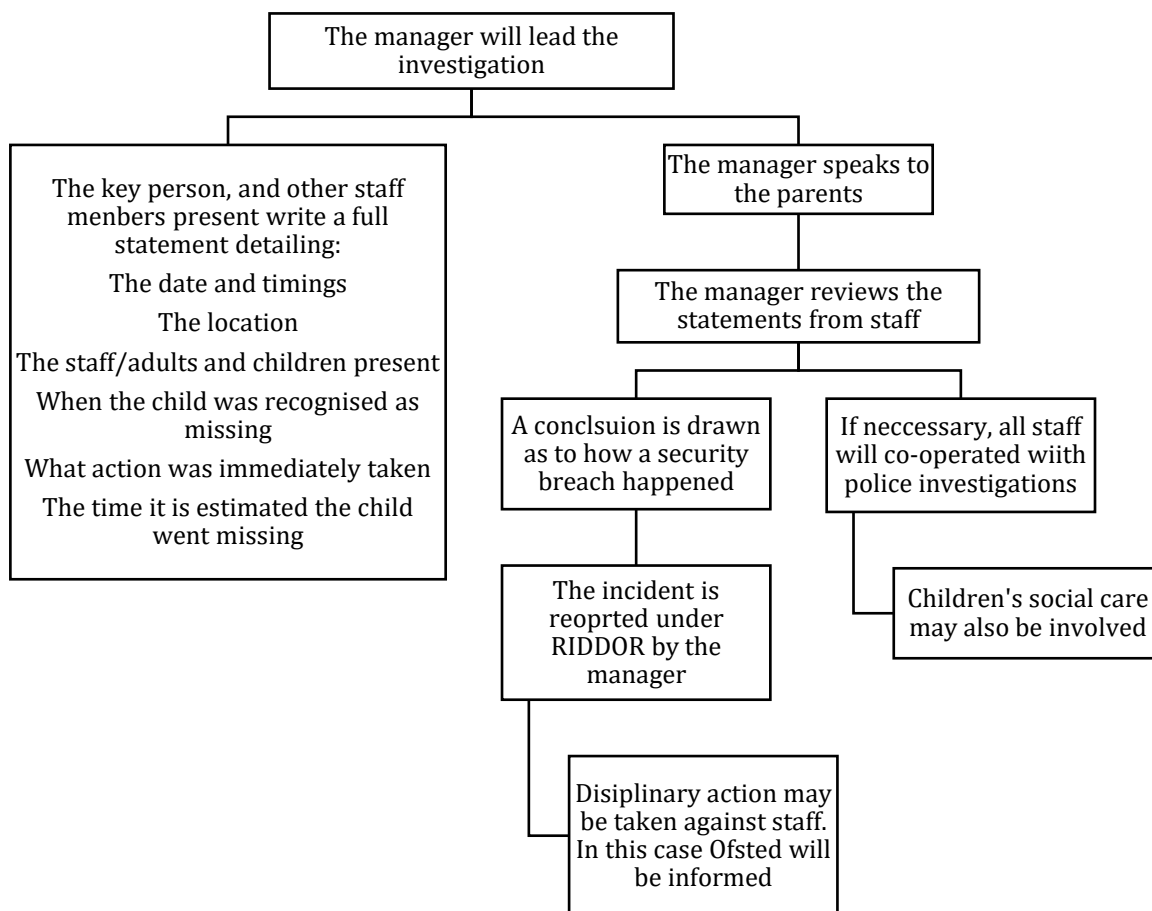 The manager will lead the
investigation
The key person, and other staff
menbers present write a full
statement detailing:
The date and timings
The location
The staff/adults and children present
When the child was recognised as
missing
What action was immediately taken
The time it is estimated the child
went missing
The manager speaks to
the parents
The manager reviews the
statements from staff
A conclsuion is drawn
as to how a security
breach happened
The incident is
reoprted under
RIDDOR by the
manager
Disiplinary action may
be taken against staff.
In this case Ofsted will
be informed
If neccessary, all staff
will co-operated wiith
police investigations
Children's social care
may also be involved